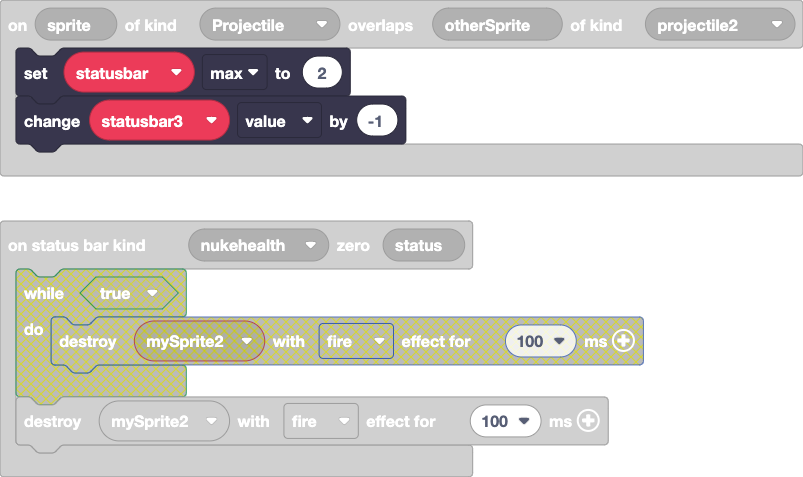 on sprite of kind Projectile overlaps otherSprite of kind projectile2
set statusbar max to 2
change statusbar3 value by -1
on status bar kind nukehealth zero status
while true
do destroy mySprite2 with fire effect for 100 ms
destroy mySprite2 with fire effect for 100 ms